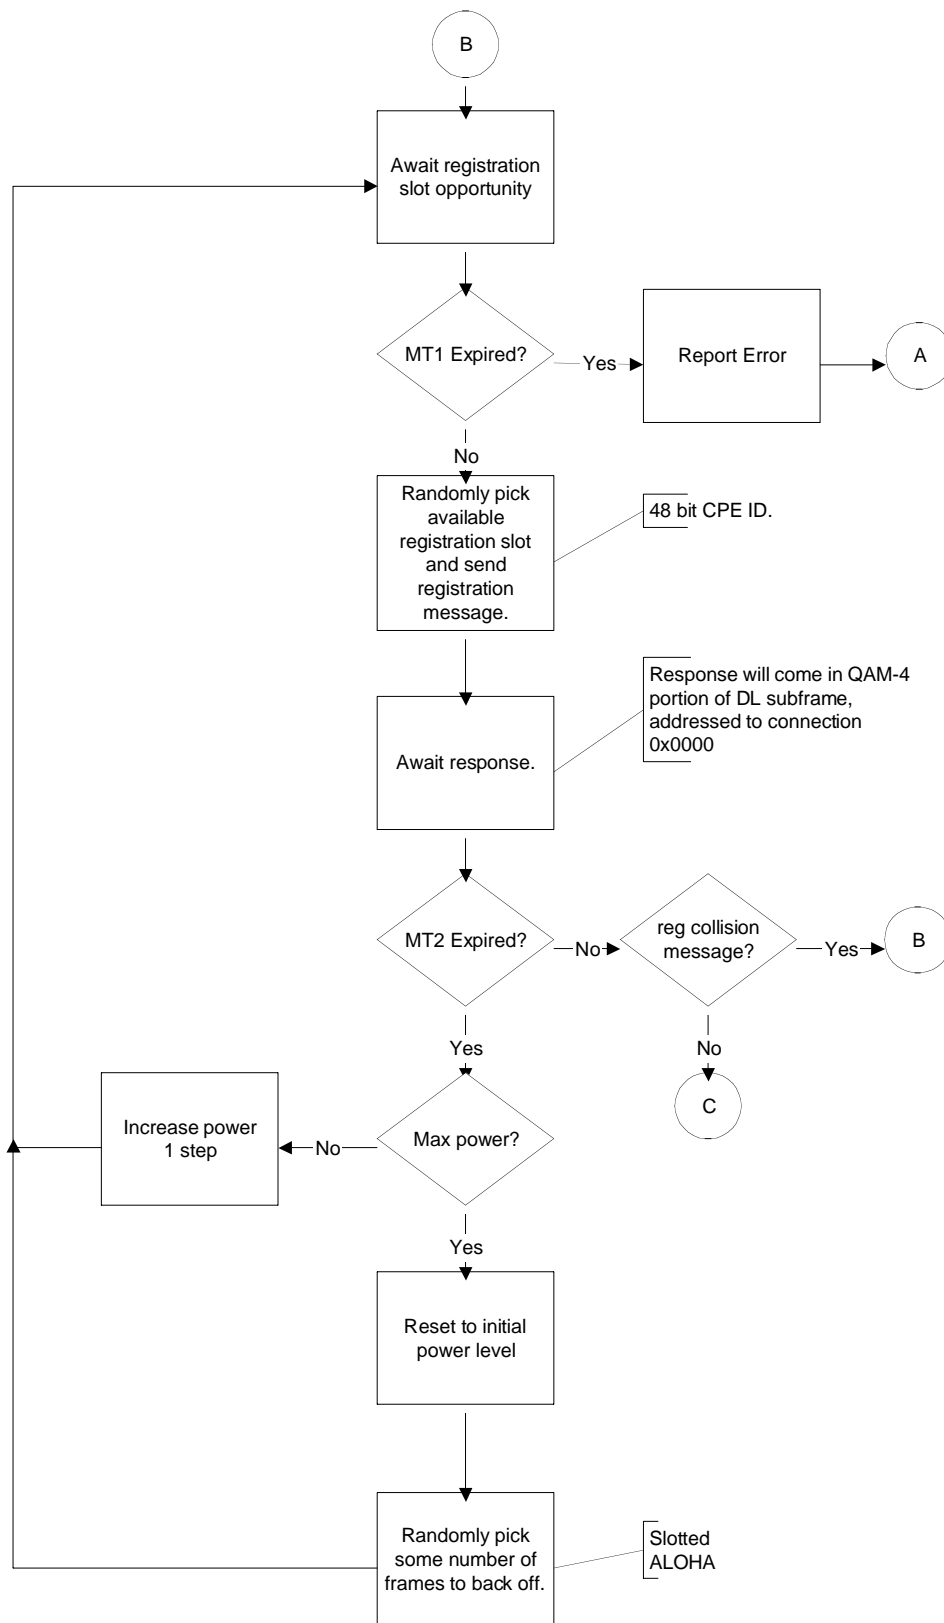 B
Await registration
slot opportunity
MT1 Expired?
Yes
Report Error
A
No
Randomly pick
available
registration slot
and send
registration
message.
48 bit CPE ID.
Await response.
Response will come in QAM-4
portion of DL subframe,
addressed to connection
0x0000
MT2 Expired?
No
reg collision
message?
Yes
B
Yes
No
C
Max power?
No
Increase power
1 step
Yes
Reset to initial
power level
Randomly pick
some number of
frames to back off.
Slotted
ALOHA